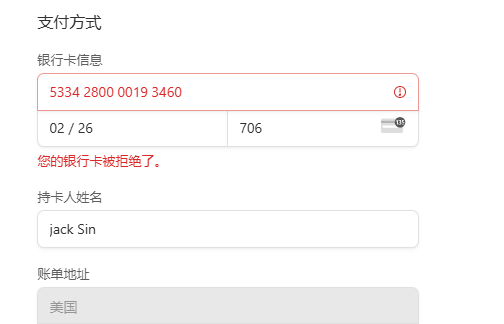 支付方式
银行卡信息
5334 2800 0019 3460
02 / 26
706
135
您的银行卡被拒绝了。
持卡人姓名
jack Sin
账单地址
美国